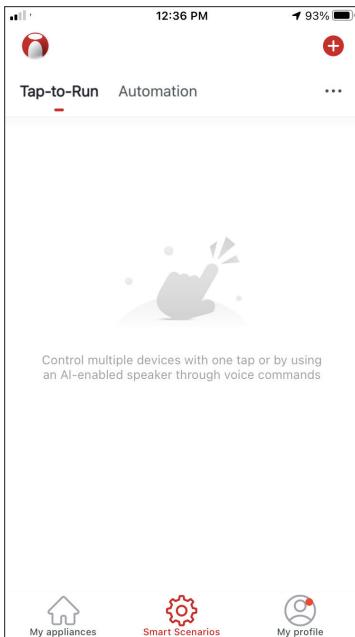 12:36 PM
93%
Tap-to-Run Automation
Control multiple devices with one tap or by using
an AI-enabled speaker through voice commands
My appliances Smart Scenarios My profile